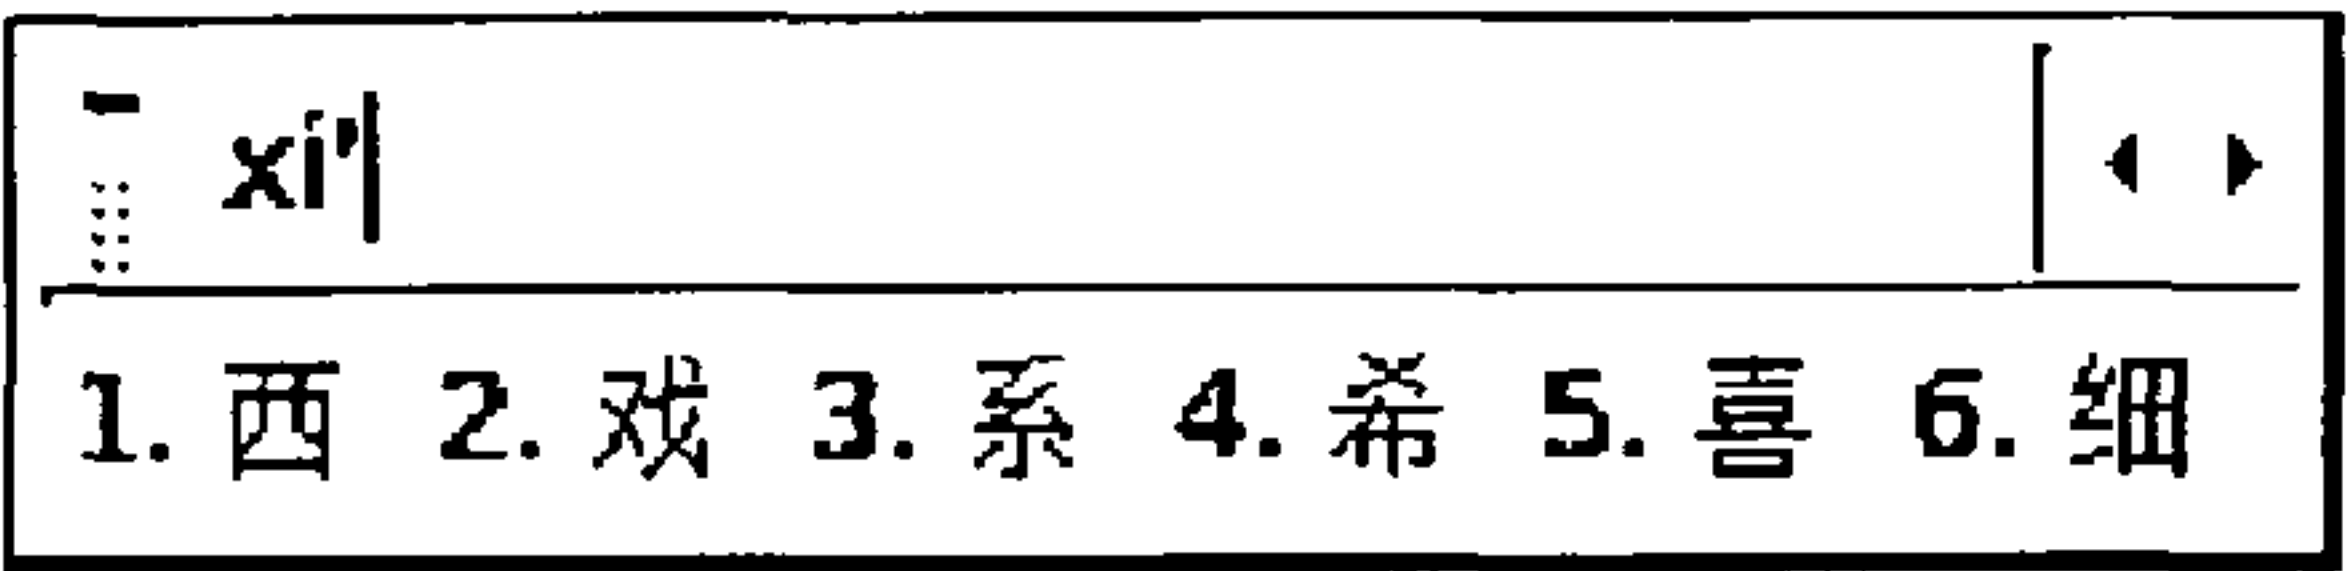 xi'
1. 西 2. 戏 3. 系 4. 希 5. 喜 6. 细